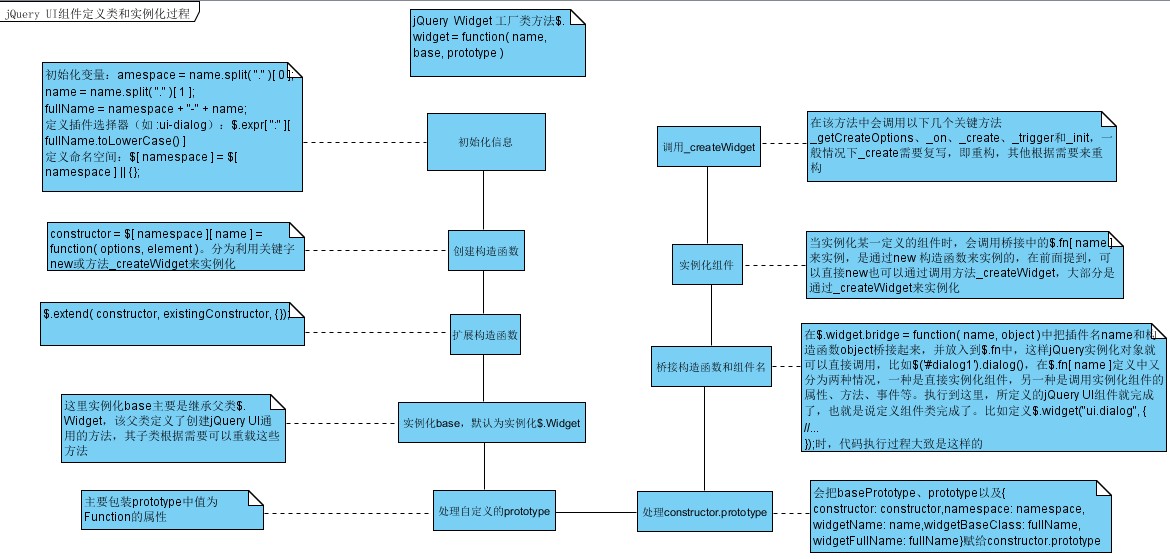 jQuery UI组件定义类和实例化过程
jQuery Widget 工厂类方法$.
widget = function( name,
base, prototype )
初始化变量：amespace = name.split( "." )[ 0 ];
name = name.split( "." )[ 1 ];
fullName = namespace + "-" + name;
定义插件选择器（如 :ui-dialog）：$.expr[ ":" ][
fullName.toLowerCase() ]
定义命名空间：$[ namespace ] = $[
namespace ] || {};
初始化信息
constructor = $[ namespace ][ name ] =
function( options, element )。分为利用关键字
new或方法_createWidget来实例化
创建构造函数
$.extend( constructor, existingConstructor, {});
扩展构造函数
这里实例化base主要是继承父类$.
Widget，该父类定义了创建jQuery UI通
用的方法，其子类根据需要可以重载这些
方法
实例化base，默认为实例化$.Widget
主要包装prototype中值为
Function的属性
处理自定义的prototype
调用_createWidget
在该方法中会调用以下几个关键方法
_getCreateOptions、_on、_create、_trigger和_init，一
般情况下_create需要复写，即重构，其他根据需要来重
构
实例化组件
当实例化某一定义的组件时，会调用桥接中的$.fn[ name ]
来实例，是通过new 构造函数来实例的，在前面提到，可
以直接new也可以通过调用方法_createWidget，大部分是
通过_createWidget来实例化
桥接构造函数和组件名
在$.widget.bridge = function( name, object )中把插件名name和构
造函数object桥接起来，并放入到$.fn中，这样jQuery实例化对象就
可以直接调用，比如$('#dialog1').dialog()，在$.fn[ name ]定义中又
分为两种情况，一种是直接实例化组件，另一种是调用实例化组件的
属性、方法、事件等。执行到这里，所定义的jQuery UI组件就完成
了，也就是说定义组件类完成了。比如定义$.widget("ui.dialog", {
//...
});时，代码执行过程大致是这样的
处理constructor.prototype
会把basePrototype、prototype以及{
constructor: constructor,namespace: namespace,
widgetName: name,widgetBaseClass: fullName,
widgetFullName: fullName}赋给constructor.prototype